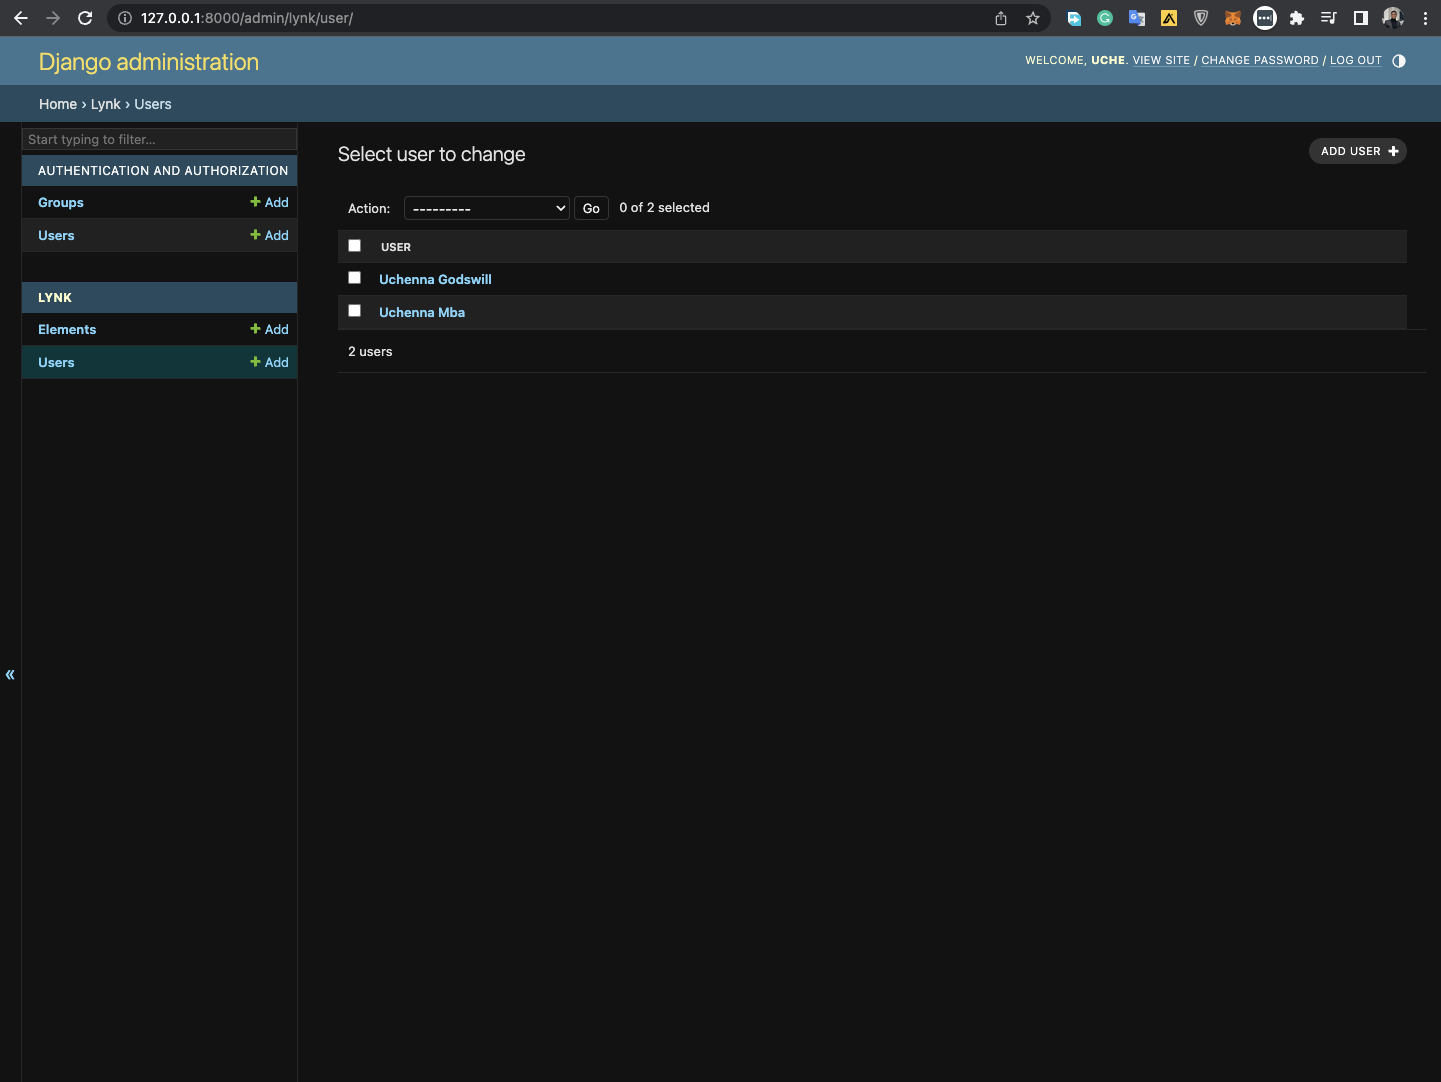 127.0.0.1:8000/admin/lynk/user/
Django administration
WELCOME, UCHE. VIEW SITE / CHANGE PASSWORD / LOG OUT
Home › Lynk › Users
Start typing to filter...
AUTHENTICATION AND AUTHORIZATION
Groups + Add
Users + Add
LYNK
Elements + Add
Users + Add
«
Select user to change
ADD USER +
Action: --------- Go 0 of 2 selected
USER
Uchenna Godswill
Uchenna Mba
2 users